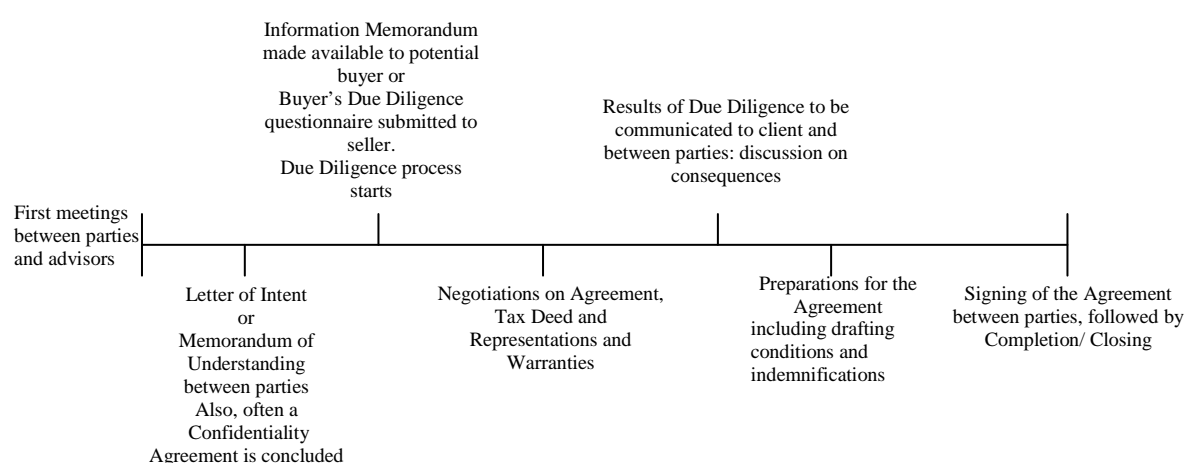 Information Memorandum
made available to potential
buyer or
Buyer’s Due Diligence
questionnaire submitted to
seller.
Due Diligence process
starts
Results of Due Diligence to be
communicated to client and
between parties: discussion on
consequences
First meetings
between parties
and advisors
Letter of Intent
or
Memorandum of
Understanding
between parties
Also, often a
Confidentiality
Agreement is concluded
Negotiations on Agreement,
Tax Deed and
Representations and
Warranties
Preparations for the
Agreement
including drafting
conditions and
indemnifications
Signing of the Agreement
between parties, followed by
Completion/ Closing